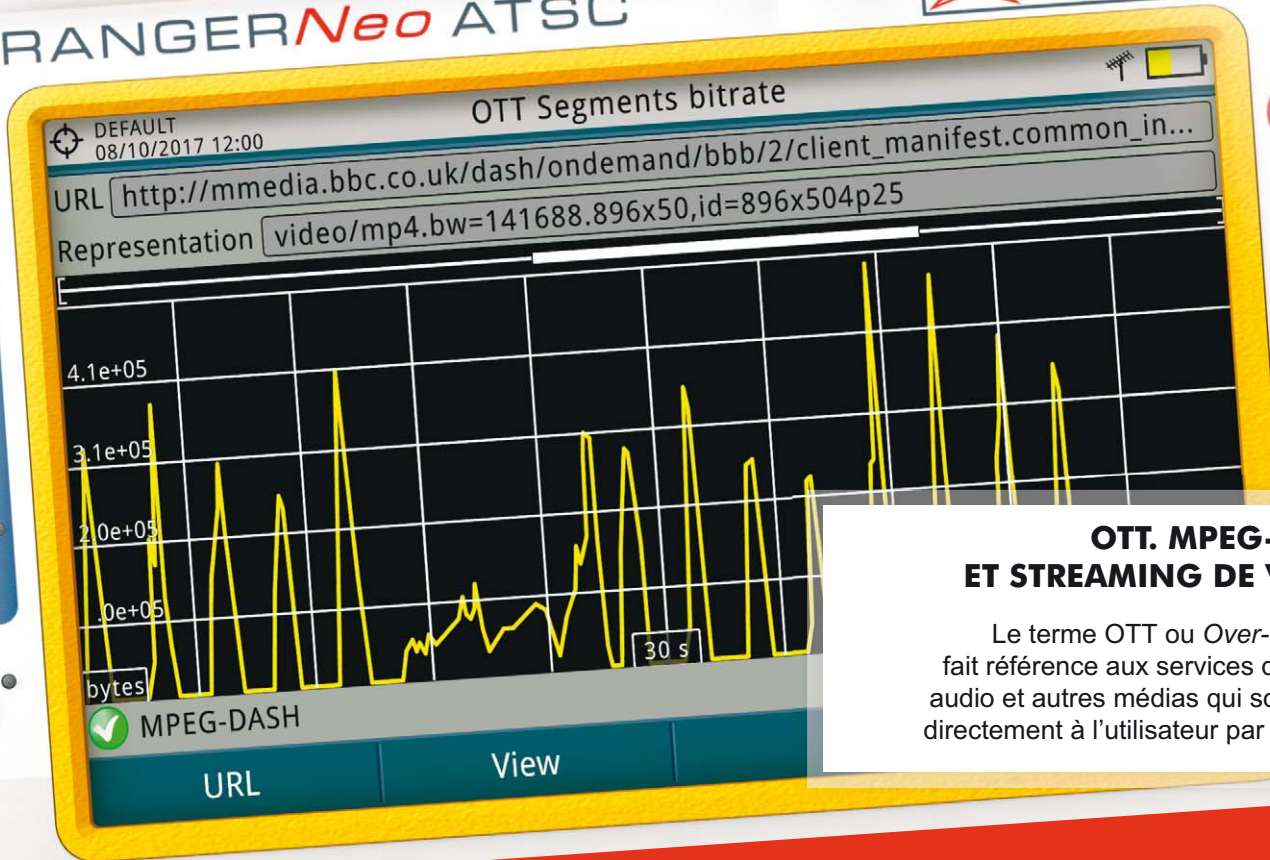 RANGERNeo ATSC
DEFAULT
08/10/2017 12:00
OTT Segments bitrate
URL http://mmedia.bbc.co.uk/dash/ondemand/bbb/2/client_manifest.common_in...
Representation video/mp4.bw=141688.896x50,id=896x504p25
4.1e+05
3.1e+05
2.0e+05
.0e+05
bytes
30 s
MPEG-DASH
URL
View
OTT. MPEG-
ET STREAMING DE
Le terme OTT ou Over-
fait référence aux services
audio et autres médias qui
directement à l’utilisateur par